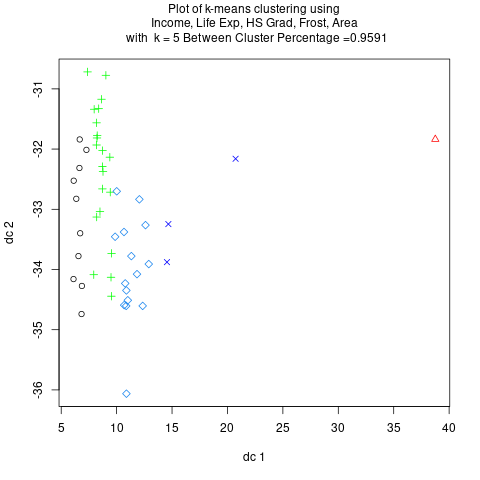 Plot of k-means clustering using
Income, Life Exp, HS Grad, Frost, Area
with  k = 5 Between Cluster Percentage =0.9591
-31
-32
-33
-34
-35
-36
dc 2
5 10 15 20 25 30 35 40
dc 1